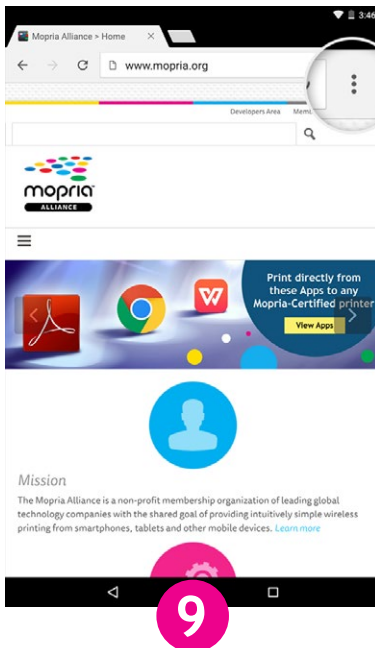 3:46
Mopria Alliance » Home
www.mopria.org
Developers Area
mopria
ALLIANCE
Print directly from
these Apps to any
Mopria-Certified printer
View Apps
Mission
The Mopria Alliance is a non-profit membership organization of leading global
technology companies with the shared goal of providing intuitively simple wireless
printing from smartphones, tablets and other mobile devices. Learn more
9